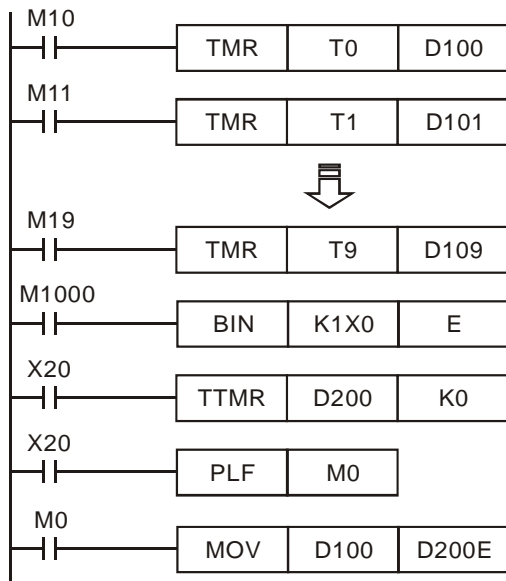 M10
TMR T0 D100
M11
TMR T1 D101
M19
TMR T9 D109
M1000
BIN K1X0 E
X20
TTMR D200 K0
X20
PLF M0
M0
MOV D100 D200E